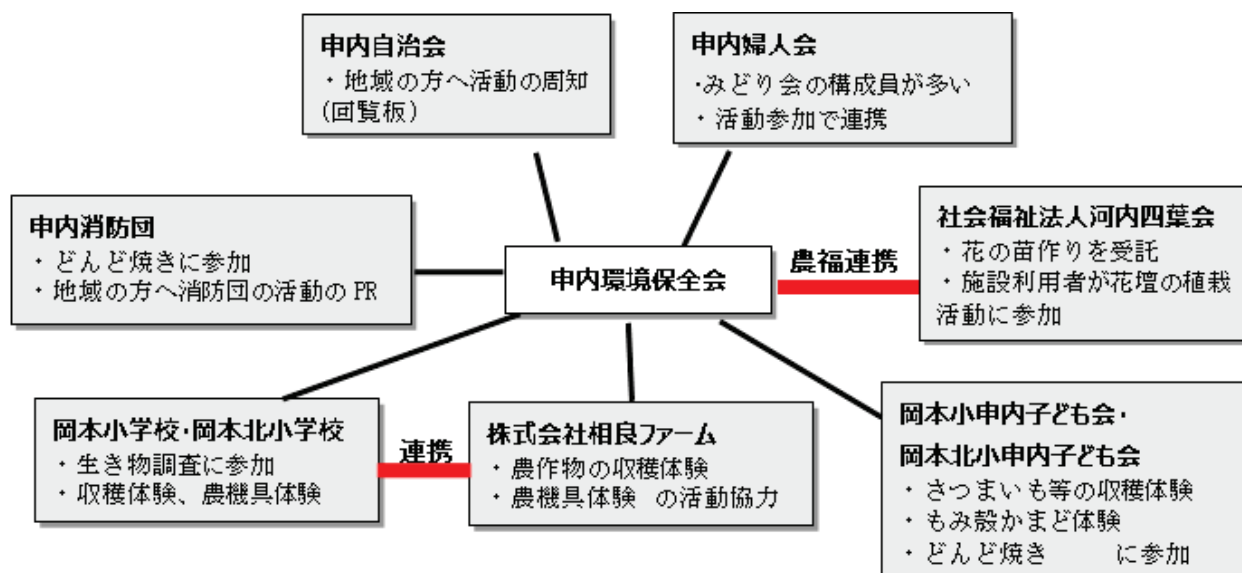 申内自治会
・地域の方へ活動の周知
(回覧板)
申内婦人会
・みどり会の構成員が多い
・活動参加で連携
申内消防団
・どんど焼きに参加
・地域の方へ消防団の活動のPR
申内環境保全会
農福連携
社会福祉法人河内四葉会
・花の苗作りを受託
・施設利用者が花壇の植栽
活動に参加
岡本小学校・岡本北小学校
・生き物調査に参加
・収穫体験、農機具体験
連携
株式会社相良ファーム
・農作物の収穫体験
・農機具体験 の活動協力
岡本小申内子ども会・
岡本北小申内子ども会
・さつまいも等の収穫体験
・もみ殻かまど体験
・どんど焼き に参加